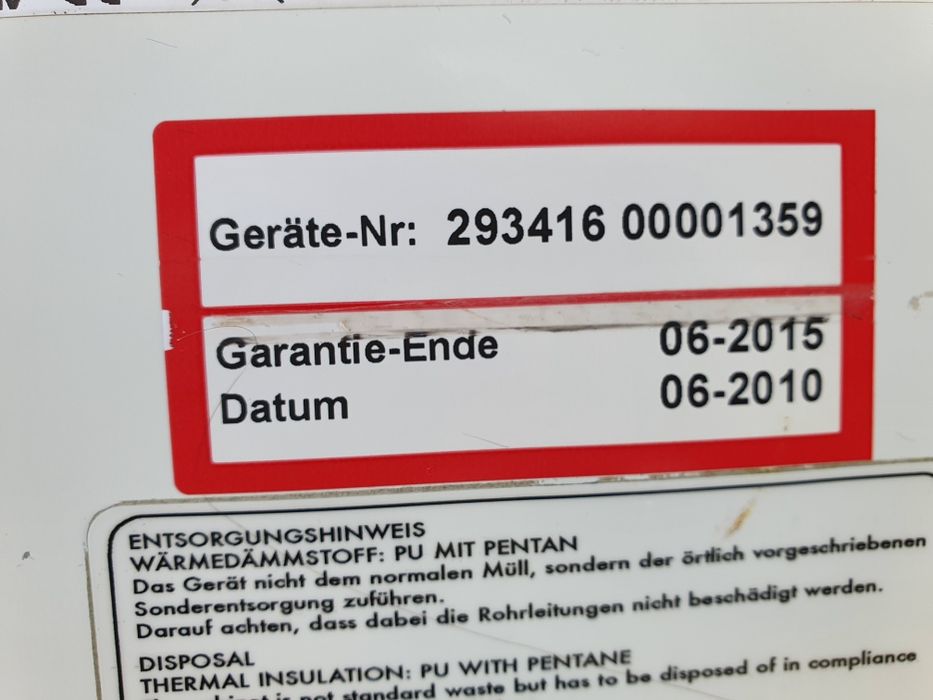 Geräte-Nr: 293416 00001359
Garantie-Ende 06-2015
Datum 06-2010
ENTSORGUNGSHINWEIS
WÄRMEDÄMMSTOFF: PU MIT PENTAN
Das Gerät nicht dem normalen Müll, sondern der örtlich vorgeschriebenen
Sonderentsorgung zuführen.
Darauf achten, dass dabei die Rohrleitungen nicht beschädigt werden.
DISPOSAL
THERMAL INSULATION: PU WITH PENTANE
is not standard waste but has to be disposed of in compliance